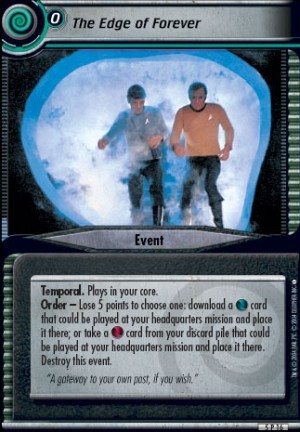 0 The Edge of Forever
Event
Temporal. Plays in your core.
Order – Lose 5 points to choose one: download a card
that could be played at your headquarters mission and place
it there; or take a card from your discard pile that could
be played at your headquarters mission and place it there.
Destroy this event.
"A gateway to your own past, if you wish."
5 P 16